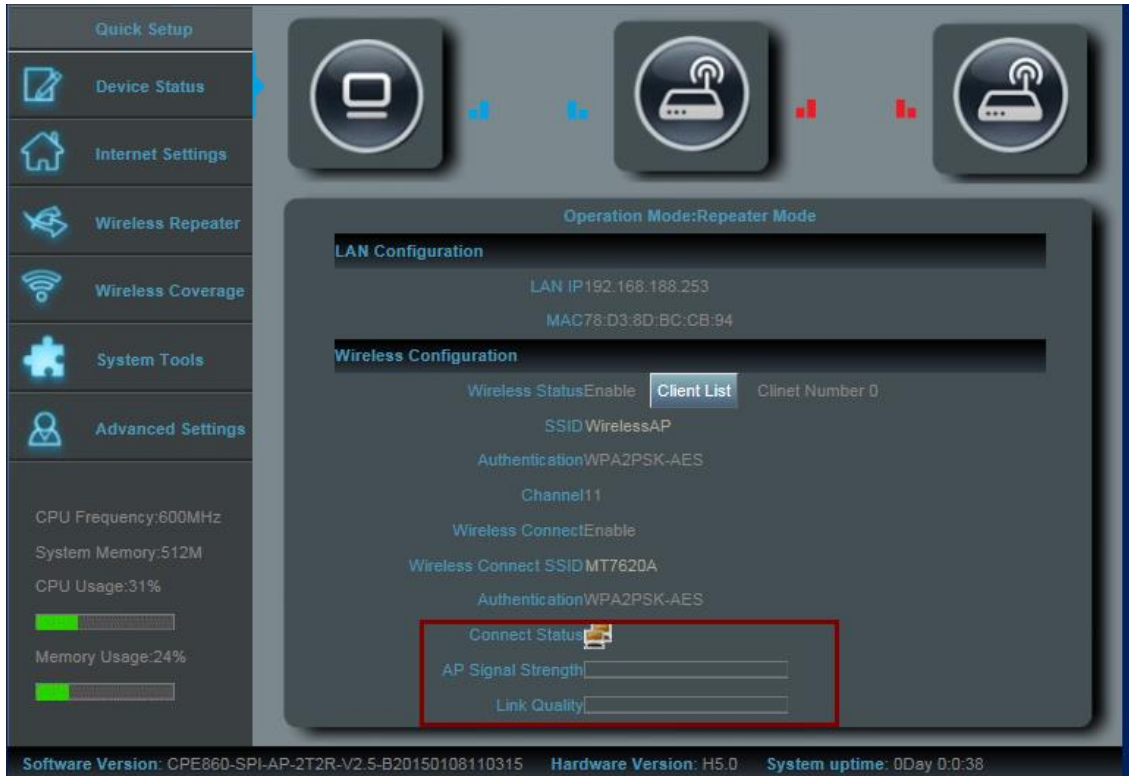 Quick Setup
Device Status
Internet Settings
Wireless Repeater
Wireless Coverage
System Tools
Advanced Settings
CPU Frequency:600MHz
System Memory:512M
CPU Usage:31%
Memory Usage:24%
Operation Mode:Repeater Mode
LAN Configuration
LAN IP192.168.188.253
MAC78:D3:8D:BC:CB:94
Wireless Configuration
Wireless StatusEnable Client List Clinet Number 0
SSID WirelessAP
AuthenticationWPA2PSK-AES
Channel11
Wireless ConnectEnable
Wireless Connect SSID MT7620A
AuthenticationWPA2PSK-AES
Connect Status
AP Signal Strength
Link Quality
Software Version: CPE860-SPI-AP-2T2R-V2.5-B20150108110315 Hardware Version: H5.0 System uptime: 0Day 0:0:38